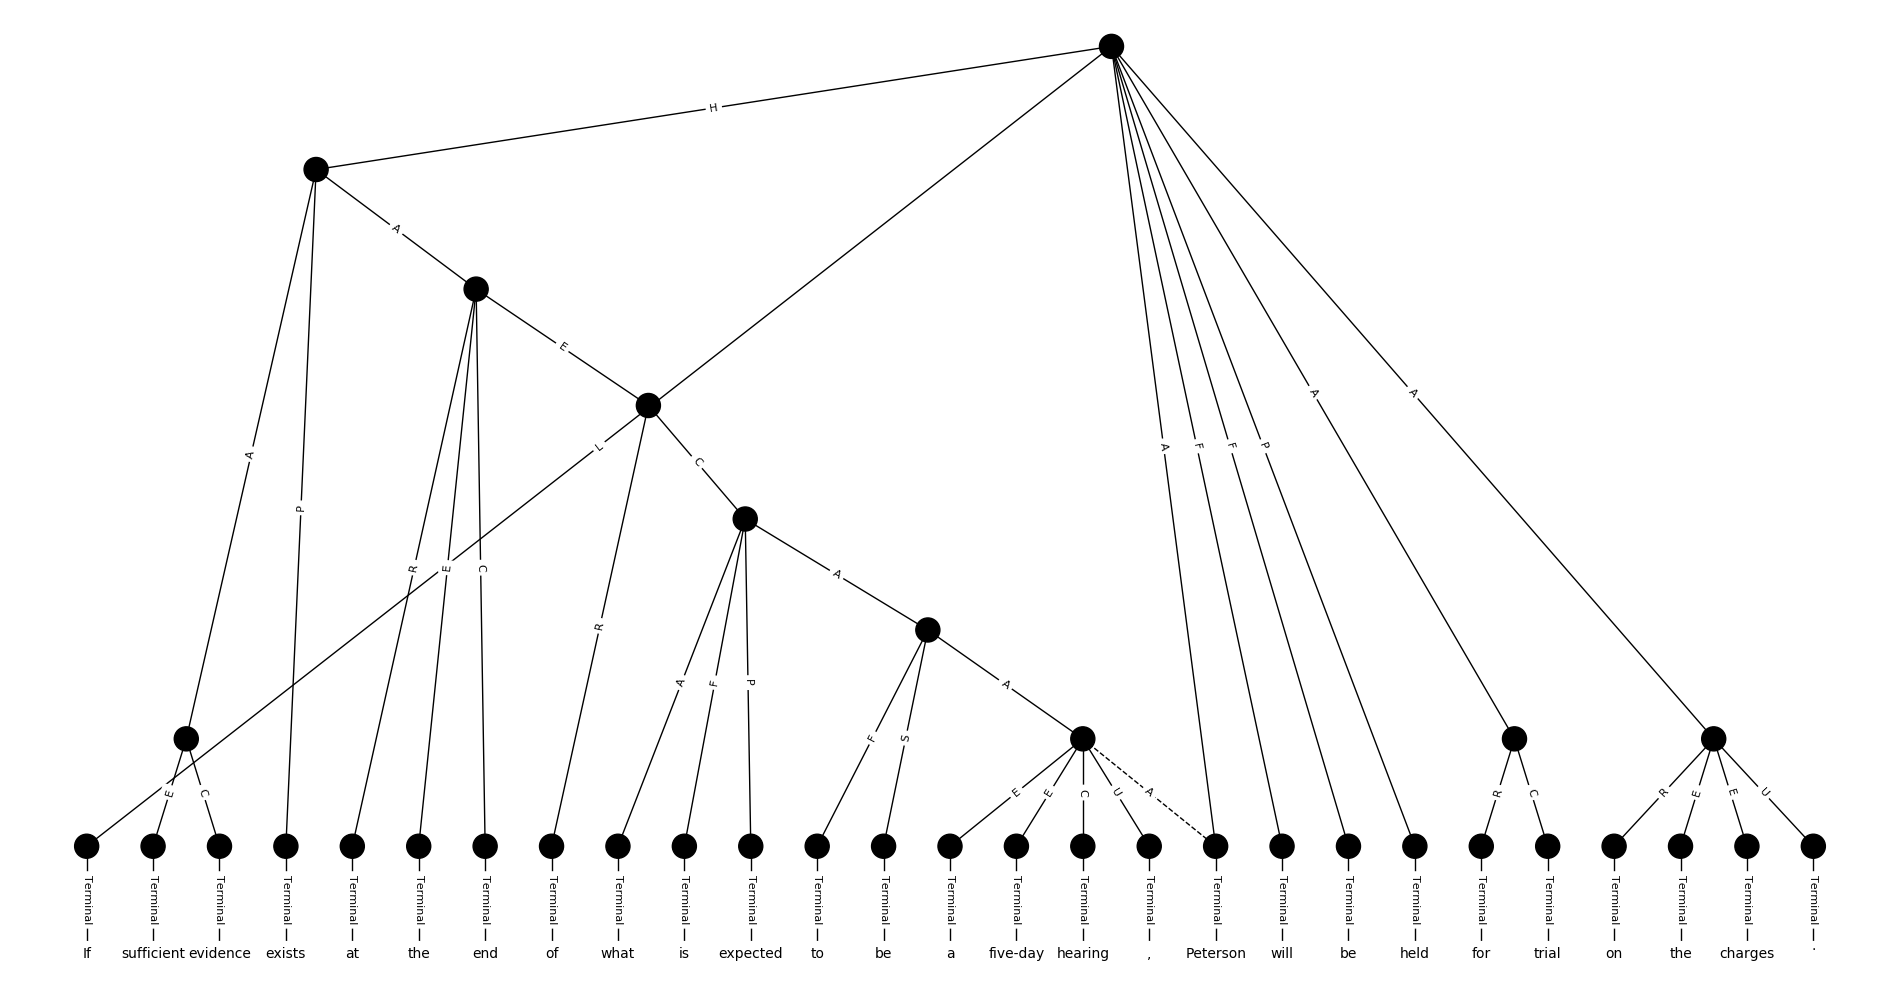 H
A
E
A
A
L
A
F
F
P
A
C
P
R
E
C
A
R
A
F
P
A
F
S
E
C
E
E
C
U
A
R
C
R
E
E
U
Terminal Terminal Terminal Terminal Terminal Terminal Terminal Terminal Terminal Terminal Terminal Terminal Terminal Terminal Terminal Terminal Terminal Terminal Terminal Terminal Terminal Terminal Terminal Terminal Terminal Terminal Terminal
If sufficient evidence exists at the end of what is expected to be a five-day hearing , Peterson will be held for trial on the charges .